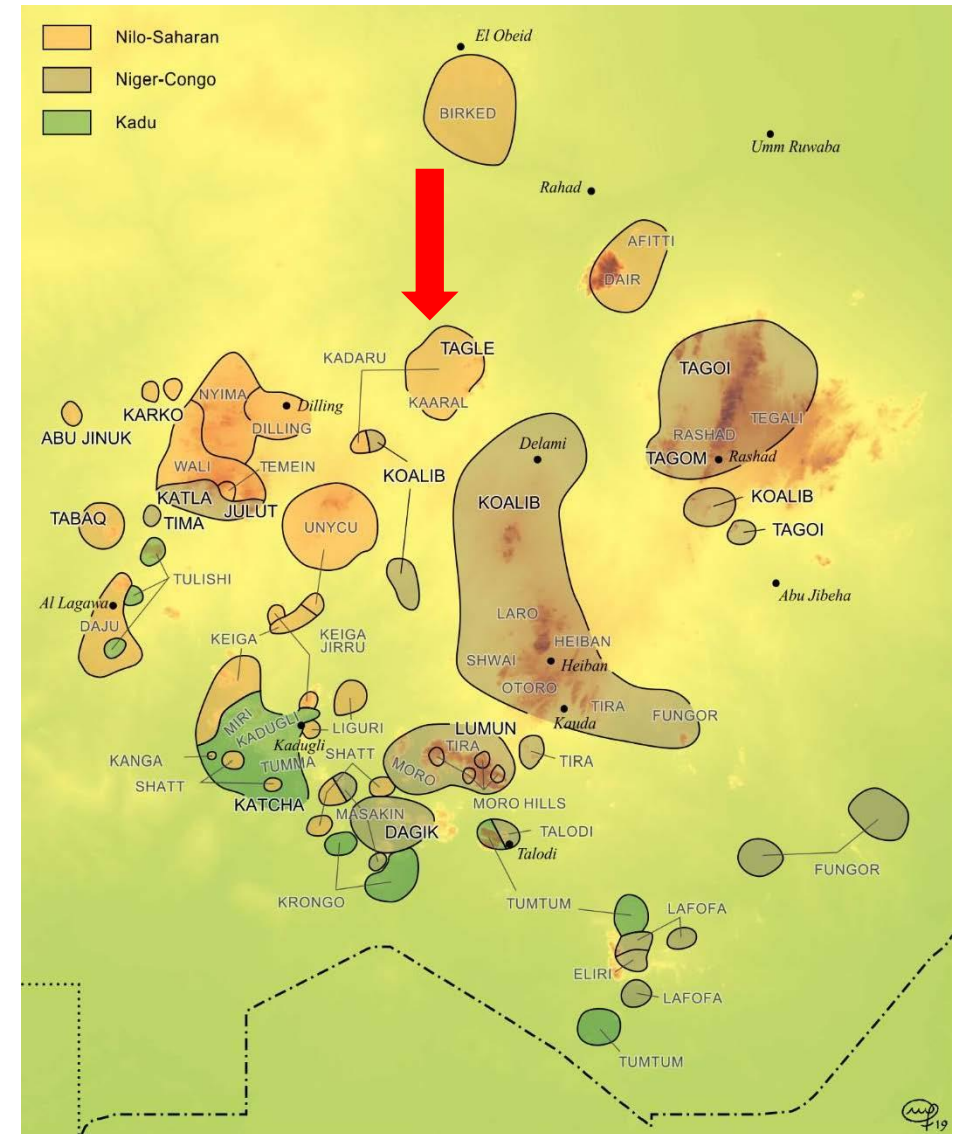 Nilo-Saharan
Niger-Congo
Kadu
El Obeid
BIRKED
Umm Ruwaba
Rahad
AFITTI
DAIR
KADARU
TAGLE
KAARAL
TAGOI
TEGALI
RASHAD
TAGOM
Rashad
NYIMA
KARKO
ABU JINUK
Dilling
DILLING
WALI
TEMEIN
KATLA
JULUT
TABAQ
TIMA
Delami
KOALIB
KOALIB
KOALIB
TAGOI
UNYCU
TULISHI
Al Lagawa
DAJU
Abu Jibeha
LARO
HEIBAN
KEIGA
KEIGA
JIRRU
SHWAI
Heiban
OTORO
TIRA
Kauda
FUNGOR
MIRI
KADUGLI
Kadugli
LIGURI
LUMUN
TIRA
TIRA
KANGA
TUMMA
SHATT
MORO
SHATT
KATCHA
MORO HILLS
MASAKIN
DAGIK
TALODI
Talodi
FUNGOR
KRONGO
TUMTUM
LAFOFA
ELIRI
LAFOFA
TUMTUM
19